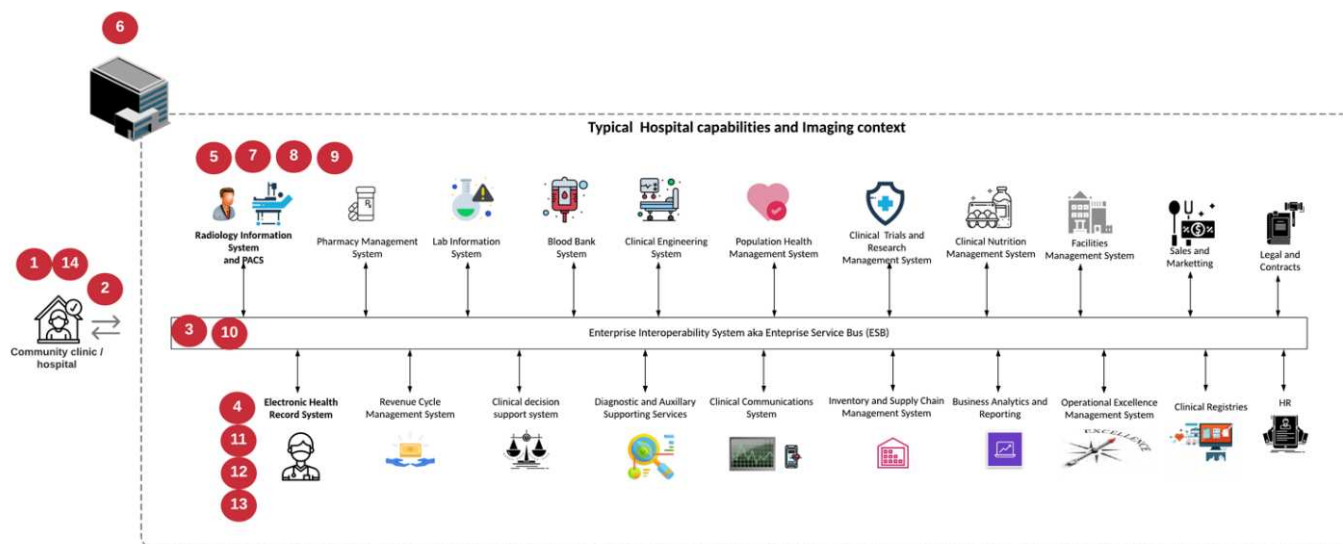 6
Typical Hospital capabilities and Imaging context
5
7
8
9
Radiology Information
System
and PACS
Pharmacy Management
System
Lab Information
System
Blood Bank
System
Clinical Engineering
System
Population Health
Management System
Clinical Trials and
Research
Management System
Clinical Nutrition
Management System
Facilities
Management System
Sales and
Marketting
Legal and
Contracts
1
14
2
Community clinic /
hospital
3
10
Enterprise Interoperability System aka Enteprise Service Bus (ESB)
4
11
12
13
Electronic Health
Record System
Revenue Cycle
Management System
Clinical decision
support system
Diagnostic and Auxillary
Supporting Services
Clinical Communications
System
Inventory and Supply Chain
Management System
Business Analytics and
Reporting
Operational Excellence
Management System
EXCELLENCE
Clinical Registries
HR